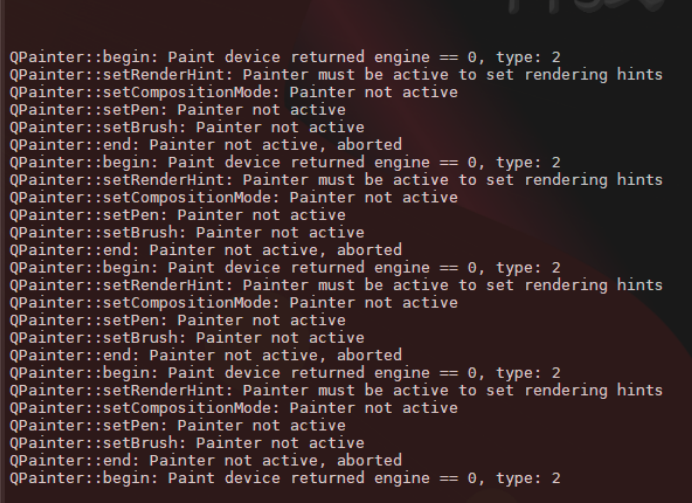 QPainter::begin: Paint device returned engine == 0, type: 2
QPainter::setRenderHint: Painter must be active to set rendering hints
QPainter::setCompositionMode: Painter not active
QPainter::setPen: Painter not active
QPainter::setBrush: Painter not active
QPainter::end: Painter not active, aborted
QPainter::begin: Paint device returned engine == 0, type: 2
QPainter::setRenderHint: Painter must be active to set rendering hints
QPainter::setCompositionMode: Painter not active
QPainter::setPen: Painter not active
QPainter::setBrush: Painter not active
QPainter::end: Painter not active, aborted
QPainter::begin: Paint device returned engine == 0, type: 2
QPainter::setRenderHint: Painter must be active to set rendering hints
QPainter::setCompositionMode: Painter not active
QPainter::setPen: Painter not active
QPainter::setBrush: Painter not active
QPainter::end: Painter not active, aborted
QPainter::begin: Paint device returned engine == 0, type: 2
QPainter::setRenderHint: Painter must be active to set rendering hints
QPainter::setCompositionMode: Painter not active
QPainter::setPen: Painter not active
QPainter::setBrush: Painter not active
QPainter::end: Painter not active, aborted
QPainter::begin: Paint device returned engine == 0, type: 2